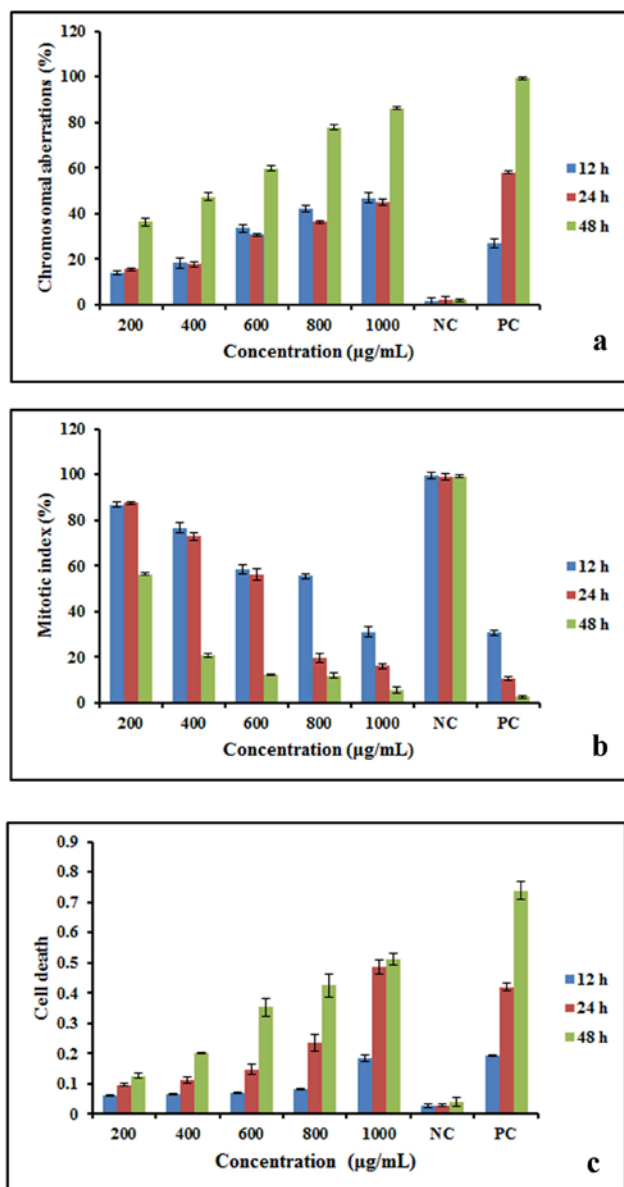 Chromosomal aberrations (%)
120
100
80
60
40
20
0
200 400 600 800 1000 NC PC
Concentration (µg/mL)
12 h
24 h
48 h
a
Mitotic index (%)
120
100
80
60
40
20
0
200 400 600 800 1000 NC PC
Concentration (µg/mL)
12 h
24 h
48 h
b
Cell death
0.9
0.8
0.7
0.6
0.5
0.4
0.3
0.2
0.1
0
200 400 600 800 1000 NC PC
Concentration (µg/mL)
12 h
24 h
48 h
c